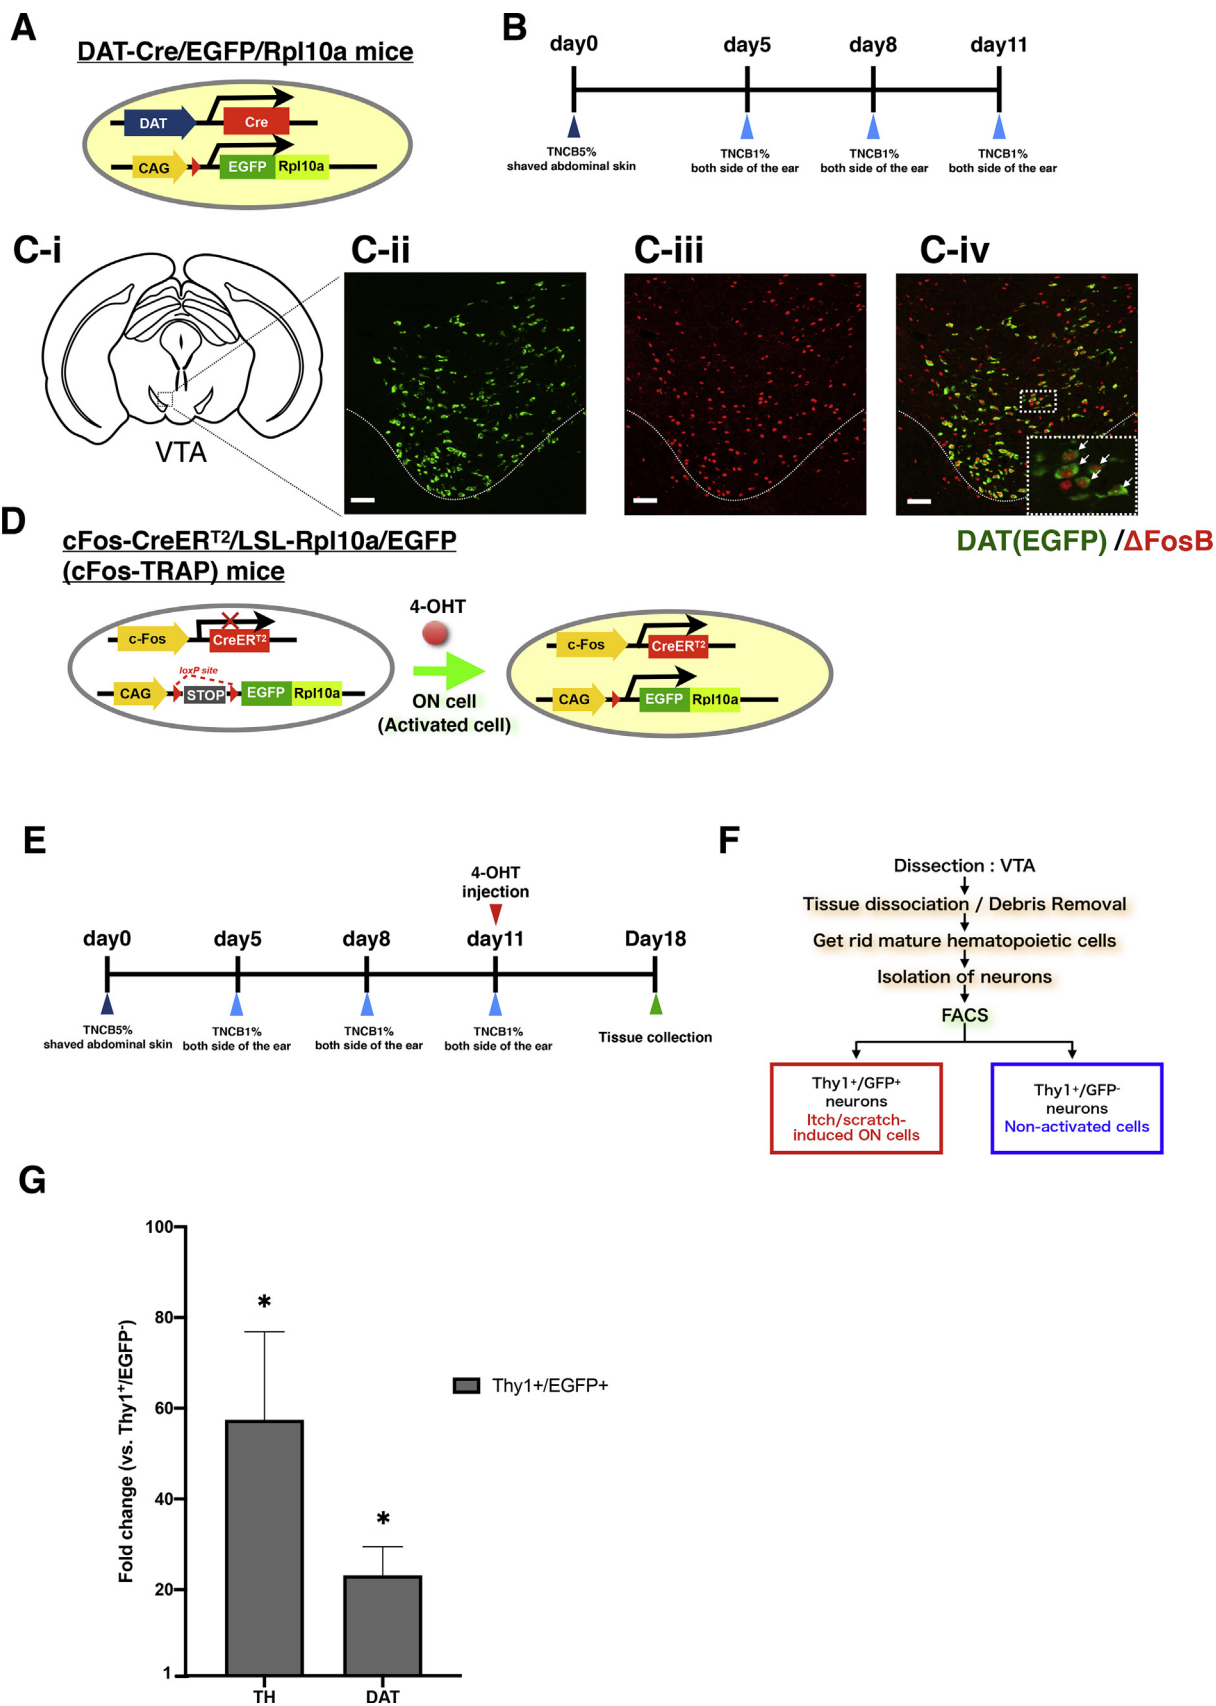 A
DAT-Cre/EGFP/Rpl10a mice
DAT
Cre
CAG
EGFP
Rpl10a
B
day0
day5
day8
day11
TNCB5%
shaved abdominal skin
TNCB1%
both side of the ear
TNCB1%
both side of the ear
TNCB1%
both side of the ear
C-i
VTA
C-ii
C-iii
C-iv
DAT(EGFP) /ΔFosB
D
cFos-CreERᵀ²/LSL-Rpl10a/EGFP
(cFos-TRAP) mice
c-Fos
CreERᵀ²
loxP site
CAG
STOP
EGFP
Rpl10a
4-OHT
ON cell
(Activated cell)
c-Fos
CreERᵀ²
CAG
EGFP
Rpl10a
E
4-OHT
injection
day0
day5
day8
day11
Day18
TNCB5%
shaved abdominal skin
TNCB1%
both side of the ear
TNCB1%
both side of the ear
TNCB1%
both side of the ear
Tissue collection
F
Dissection : VTA
Tissue dissociation / Debris Removal
Get rid mature hematopoietic cells
Isolation of neurons
FACS
Thy1⁺/GFP⁺
neurons
Itch/scratch-
induced ON cells
Thy1⁺/GFP⁻
neurons
Non-activated cells
G
Fold change (vs. Thy1⁺/EGFP⁻)
100
80
60
40
20
1
*
*
TH
DAT
Thy1+/EGFP+